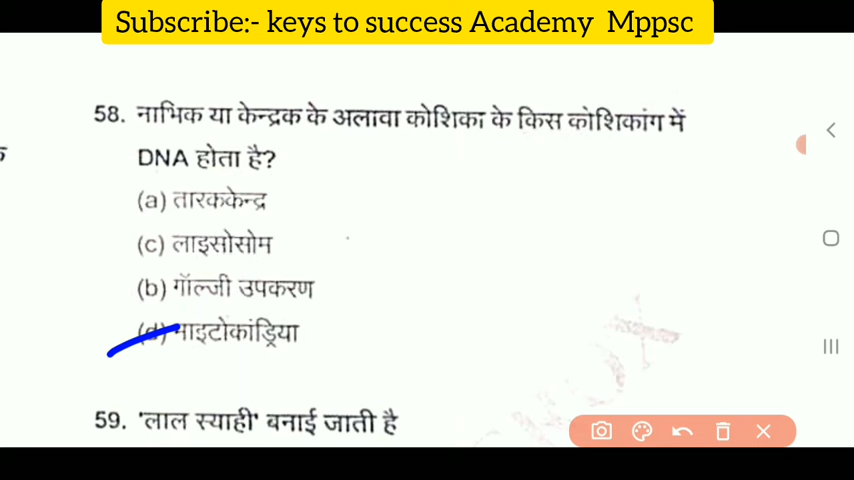 Subscribe:- keys to success Academy Mppsc
58. नाभिक या केन्द्रक के अलावा कोशिका के किस कोशिकांग में
DNA होता है?
(a) तारककेन्द्र
(c) लाइसोसोम
(b) गॉल्जी उपकरण
(d) माइटोकांड्रिया
59. 'लाल स्याही' बनाई जाती है